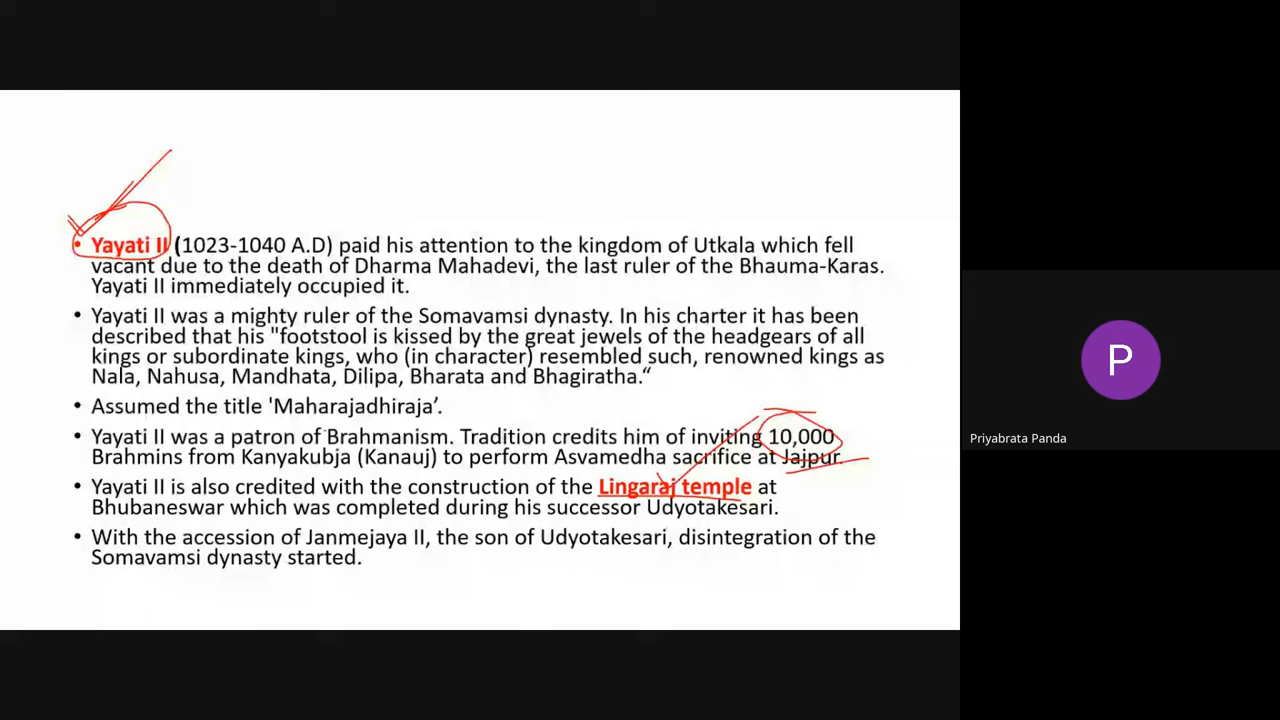 • Yayati II (1023-1040 A.D) paid his attention to the kingdom of Utkala which fell
vacant due to the death of Dharma Mahadevi, the last ruler of the Bhauma-Karas.
Yayati II immediately occupied it.
• Yayati II was a mighty ruler of the Somavamsi dynasty. In his charter it has been
described that his "footstool is kissed by the great jewels of the headgears of all
kings or subordinate kings, who (in character) resembled such, renowned kings as
Nala, Nahusa, Mandhata, Dilipa, Bharata and Bhagiratha.“
• Assumed the title 'Maharajadhiraja’.
• Yayati II was a patron of Brahmanism. Tradition credits him of inviting 10,000
Brahmins from Kanyakubja (Kanauj) to perform Asvamedha sacrifice at Jajpur.
• Yayati II is also credited with the construction of the Lingaraj temple at
Bhubaneswar which was completed during his successor Udyotakesari.
• With the accession of Janmejaya II, the son of Udyotakesari, disintegration of the
Somavamsi dynasty started.
P
Priyabrata Panda